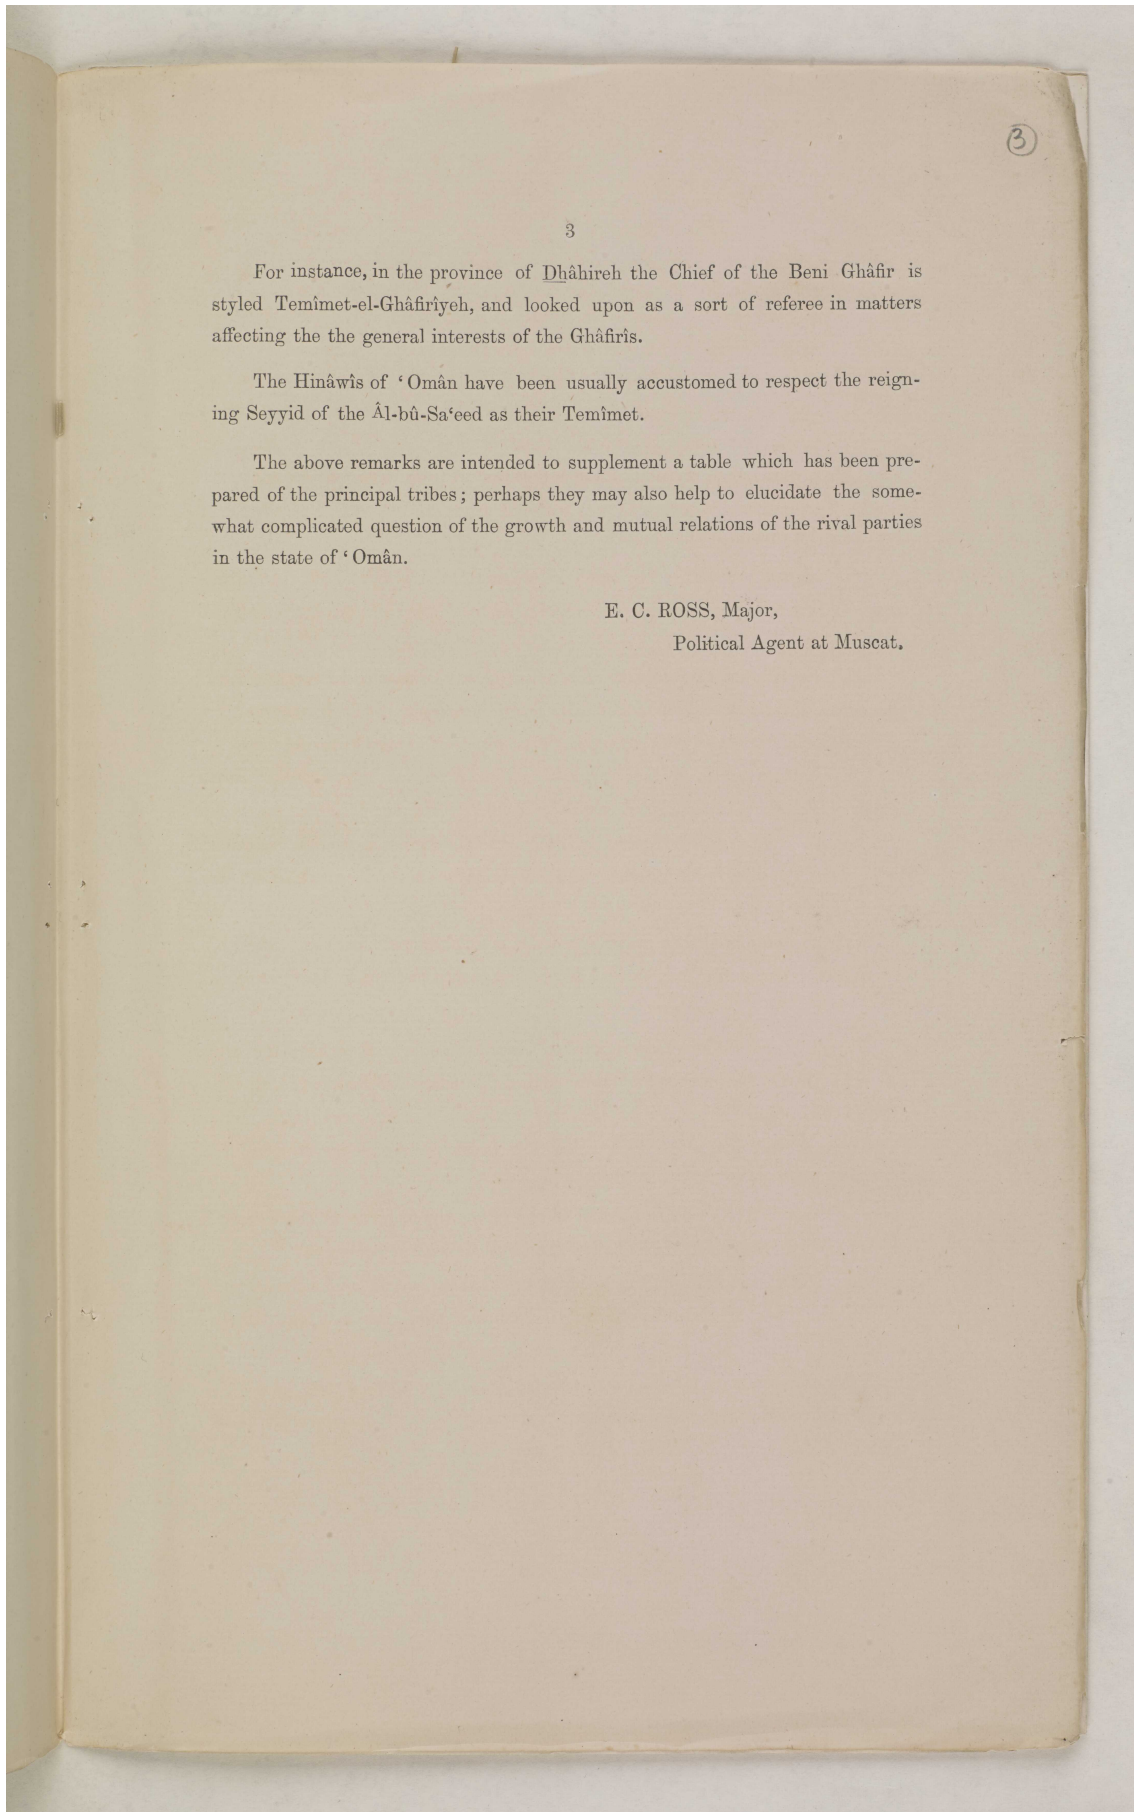 3
3
For instance, in the province of Dhâhireh the Chief of the Beni Ghâfir is
styled Temîmet-el-Ghâfirîyeh, and looked upon as a sort of referee in matters
affecting the the general interests of the Ghâfirîs.
The Hinâwîs of ‘Omân have been usually accustomed to respect the reign-
ing Seyyid of the Âl-bû-Sa‘eed as their Temîmet.
The above remarks are intended to supplement a table which has been pre-
pared of the principal tribes; perhaps they may also help to elucidate the some-
what complicated question of the growth and mutual relations of the rival parties
in the state of ‘Omân.
E. C. ROSS, Major,
Political Agent at Muscat.